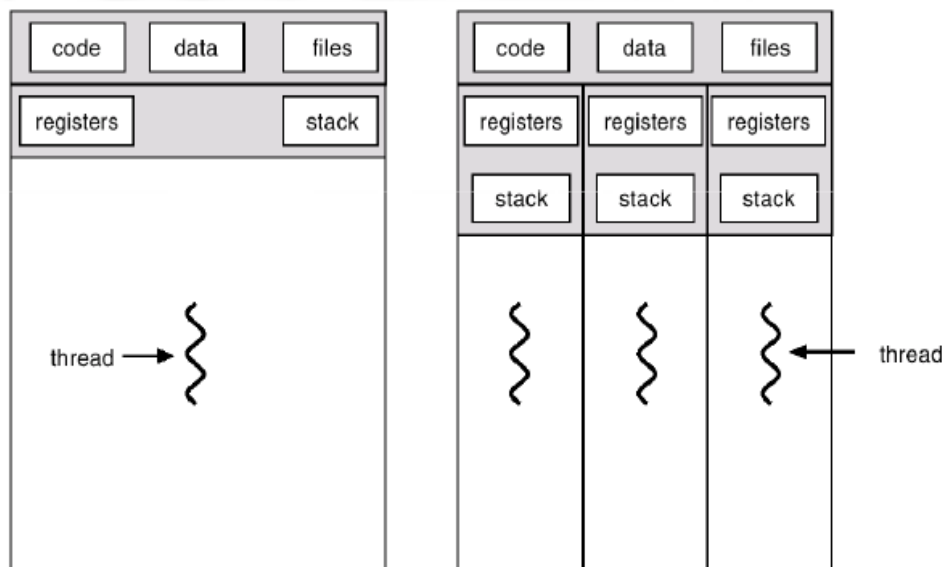 code data files
registers stack
thread
code data files
registers registers registers
stack stack stack
thread